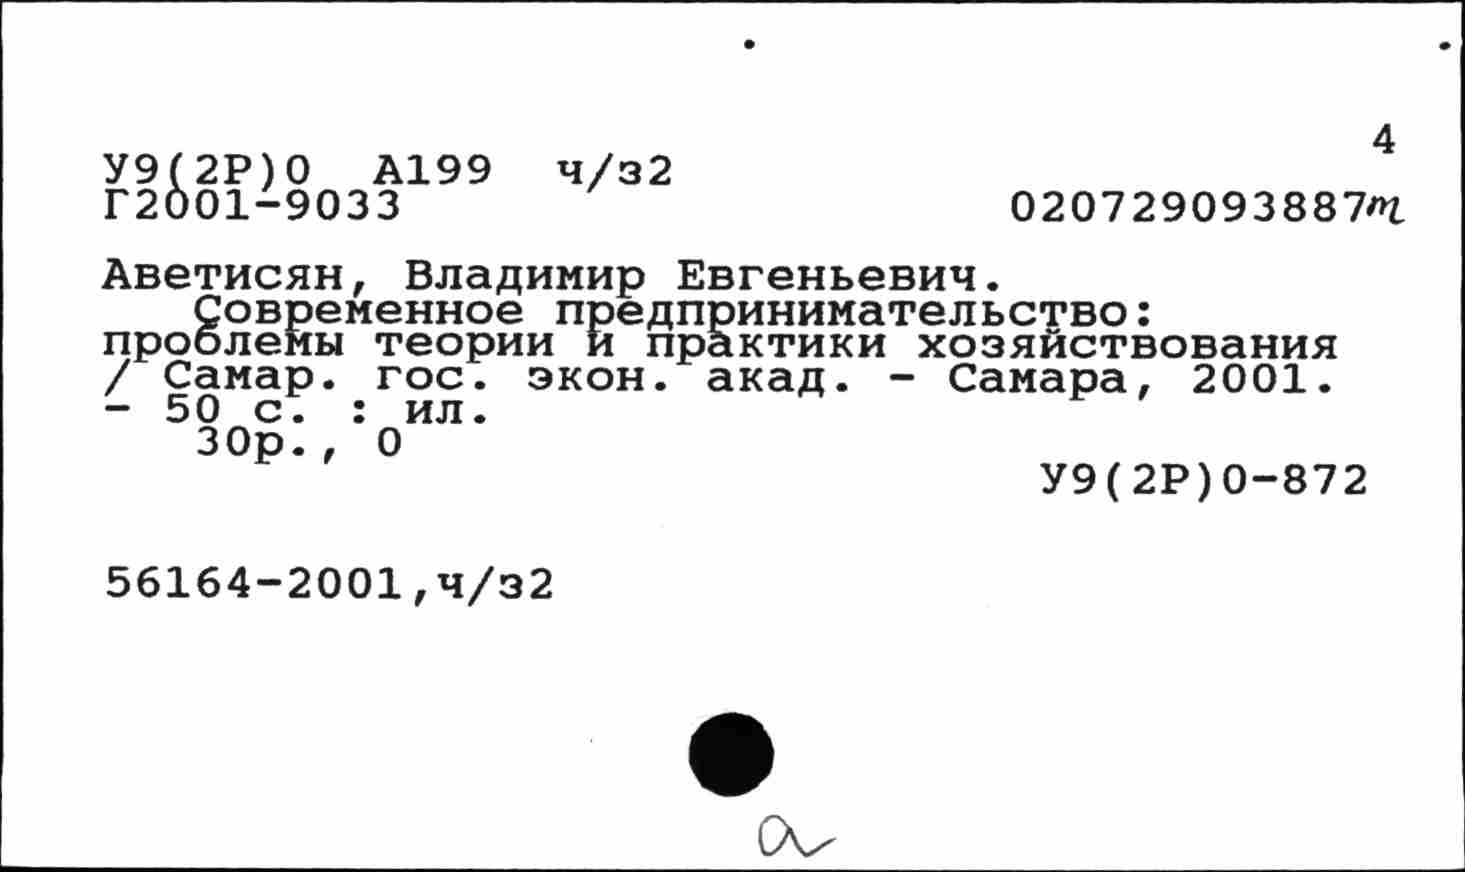 4
У9(2Р)0 А199 ч/з2
Г2001-9033 020729093887m
Аветисян, Владимир Евгеньевич.
Современное предпринимательство:
проблемы теории и практики хозяйствования
/ Самар. гос. экон. акад. - Самара, 2001.
- 50 с. : ил.
30р., 0
У9(2Р)0-872
56164-2001,ч/з2
a